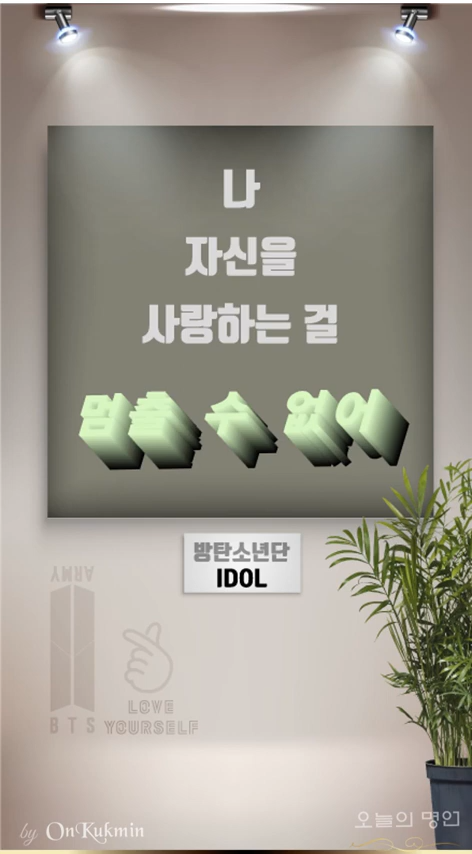 나
자신을
사랑하는 걸
멈출 수 없어
방탄소년단
IDOL
ARMY
BTS
LOVE
YOURSELF
by OnKukmin
오늘의 명언